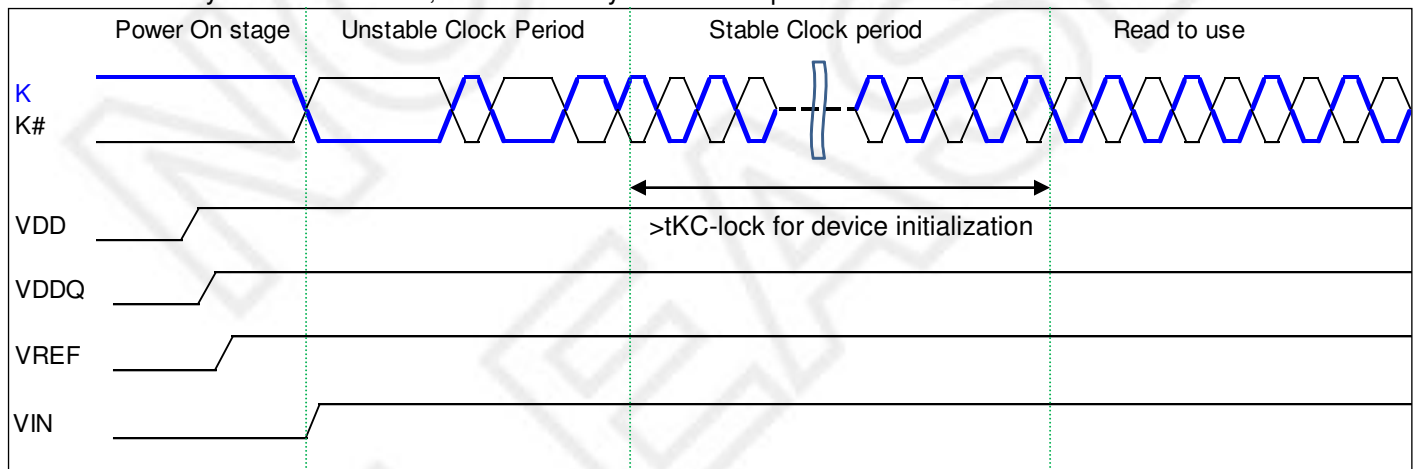 Power On stage Unstable Clock Period Stable Clock period Read to use
K
K#
VDD
>tKC-lock for device initialization
VDDQ
VREF
VIN